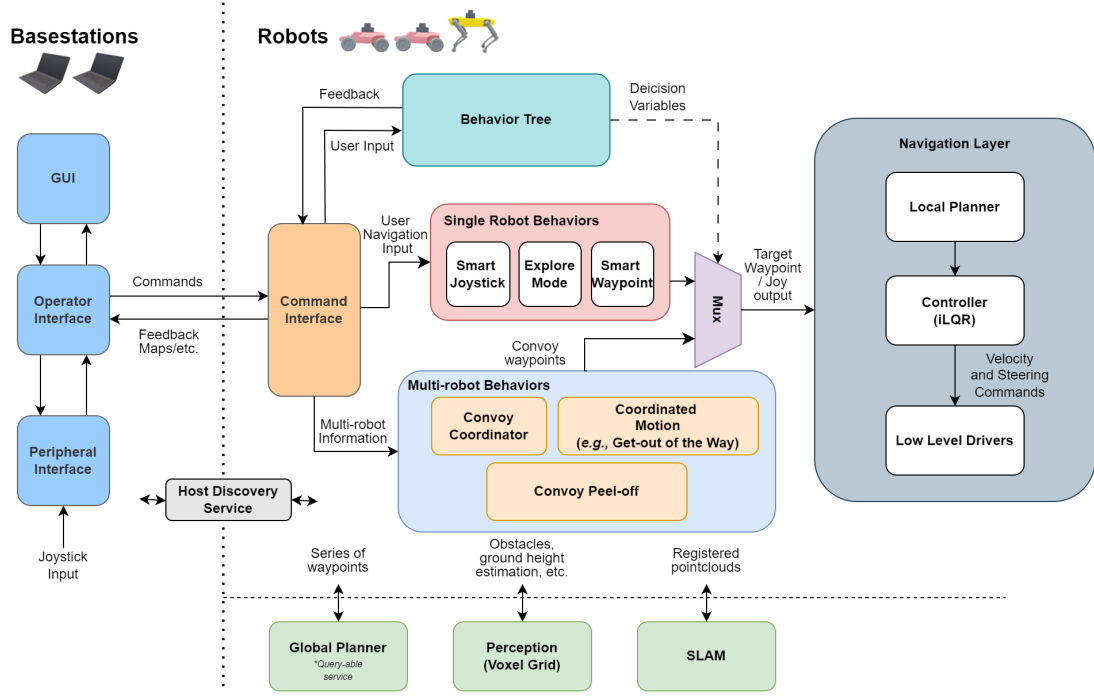 Basestations
Robots
Feedback
User Input
Behavior Tree
Deicision
Variables
GUI
Operator
Interface
Peripheral
Interface
Joystick
Input
Commands
Feedback
Maps/etc.
Host Discovery
Service
Command
Interface
User
Navigation
Input
Multi-robot
Information
Single Robot Behaviors
Smart
Joystick
Explore
Mode
Smart
Waypoint
Convoy
waypoints
Multi-robot Behaviors
Convoy
Coordinator
Coordinated
Motion
(e.g., Get-out of the Way)
Convoy Peel-off
Mux
Target
Waypoint
/ Joy
output
Navigation Layer
Local Planner
Controller
(iLQR)
Velocity
and Steering
Commands
Low Level Drivers
Series of
waypoints
Obstacles,
ground height
estimation, etc.
Registered
pointclouds
Global Planner
*Query-able
service
Perception
(Voxel Grid)
SLAM